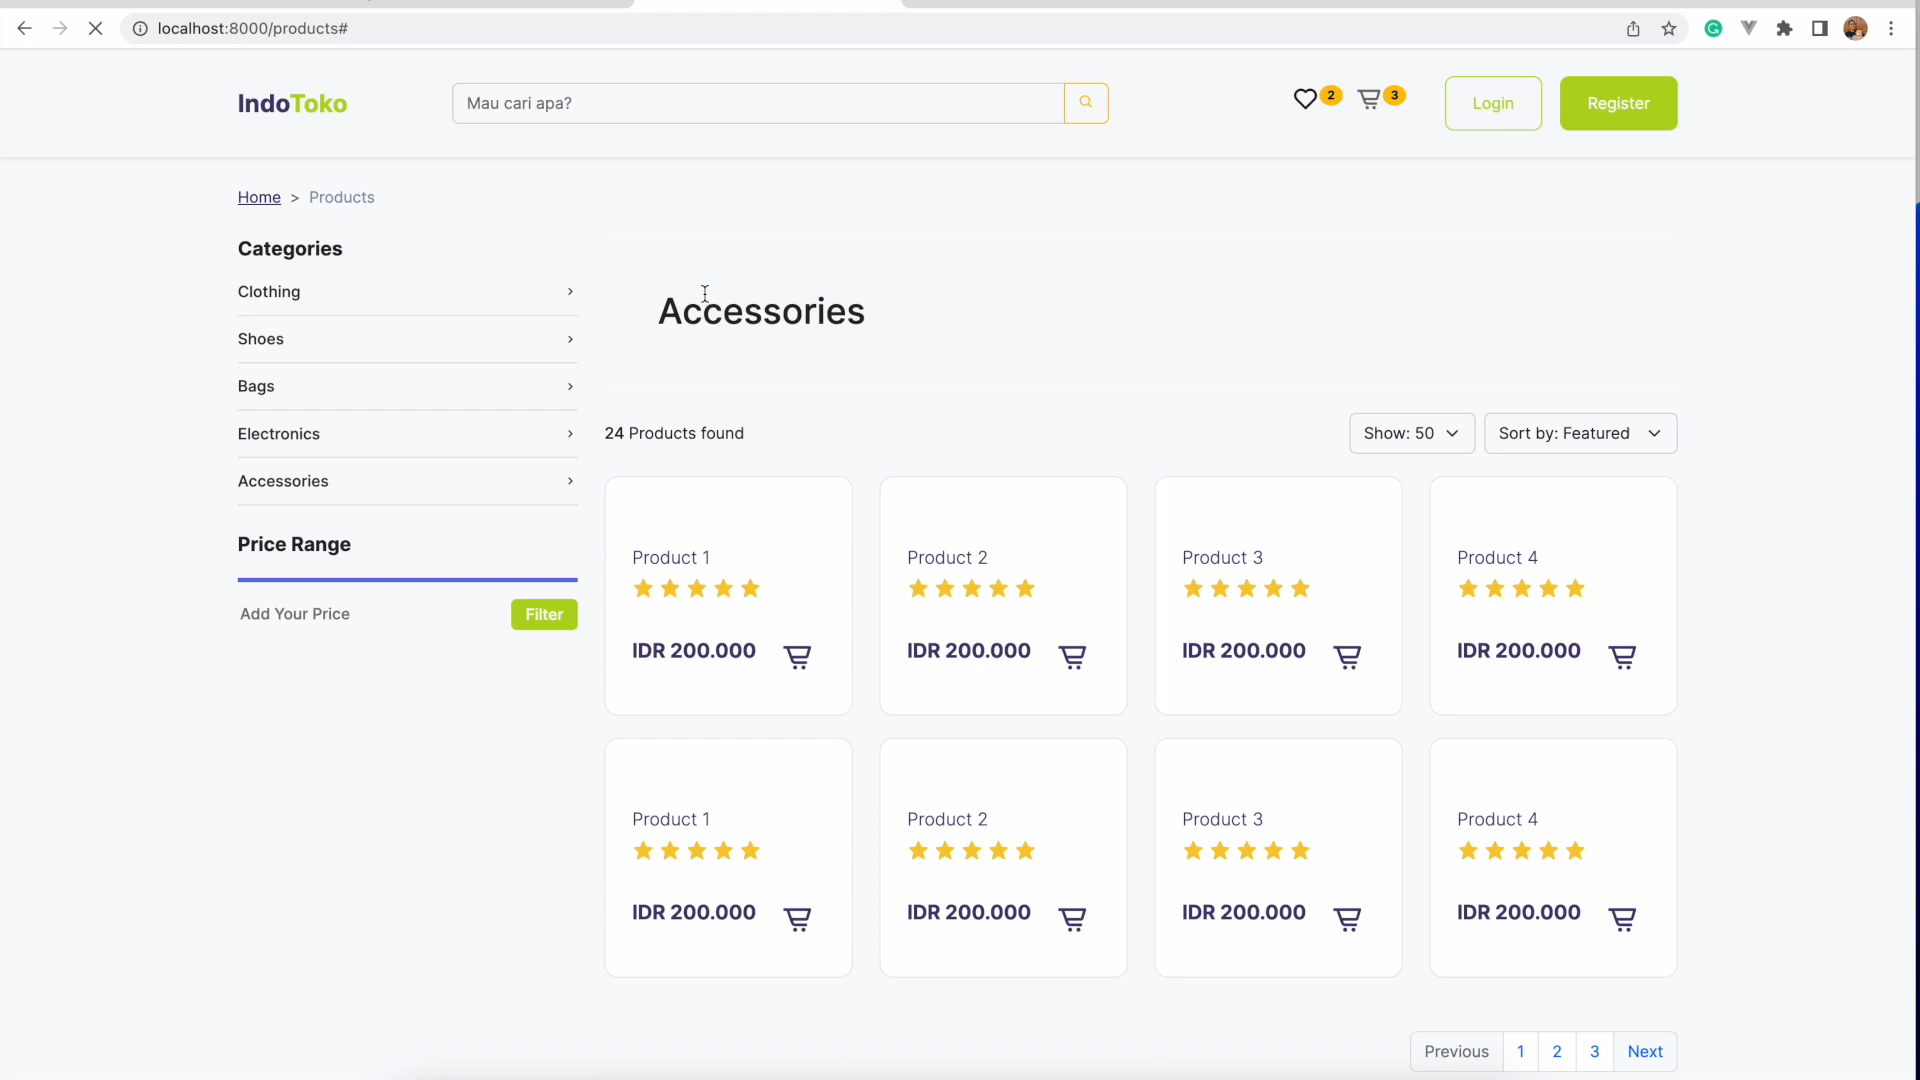 localhost:8000/products#
IndoToko
Mau cari apa?
2
3
Login
Register
Home > Products
Categories
Clothing
Shoes
Bags
Electronics
Accessories
Price Range
Add Your Price
Filter
Accessories
24 Products found
Show: 50
Sort by: Featured
Product 1
IDR 200.000
Product 2
IDR 200.000
Product 3
IDR 200.000
Product 4
IDR 200.000
Product 1
IDR 200.000
Product 2
IDR 200.000
Product 3
IDR 200.000
Product 4
IDR 200.000
Previous 1 2 3 Next